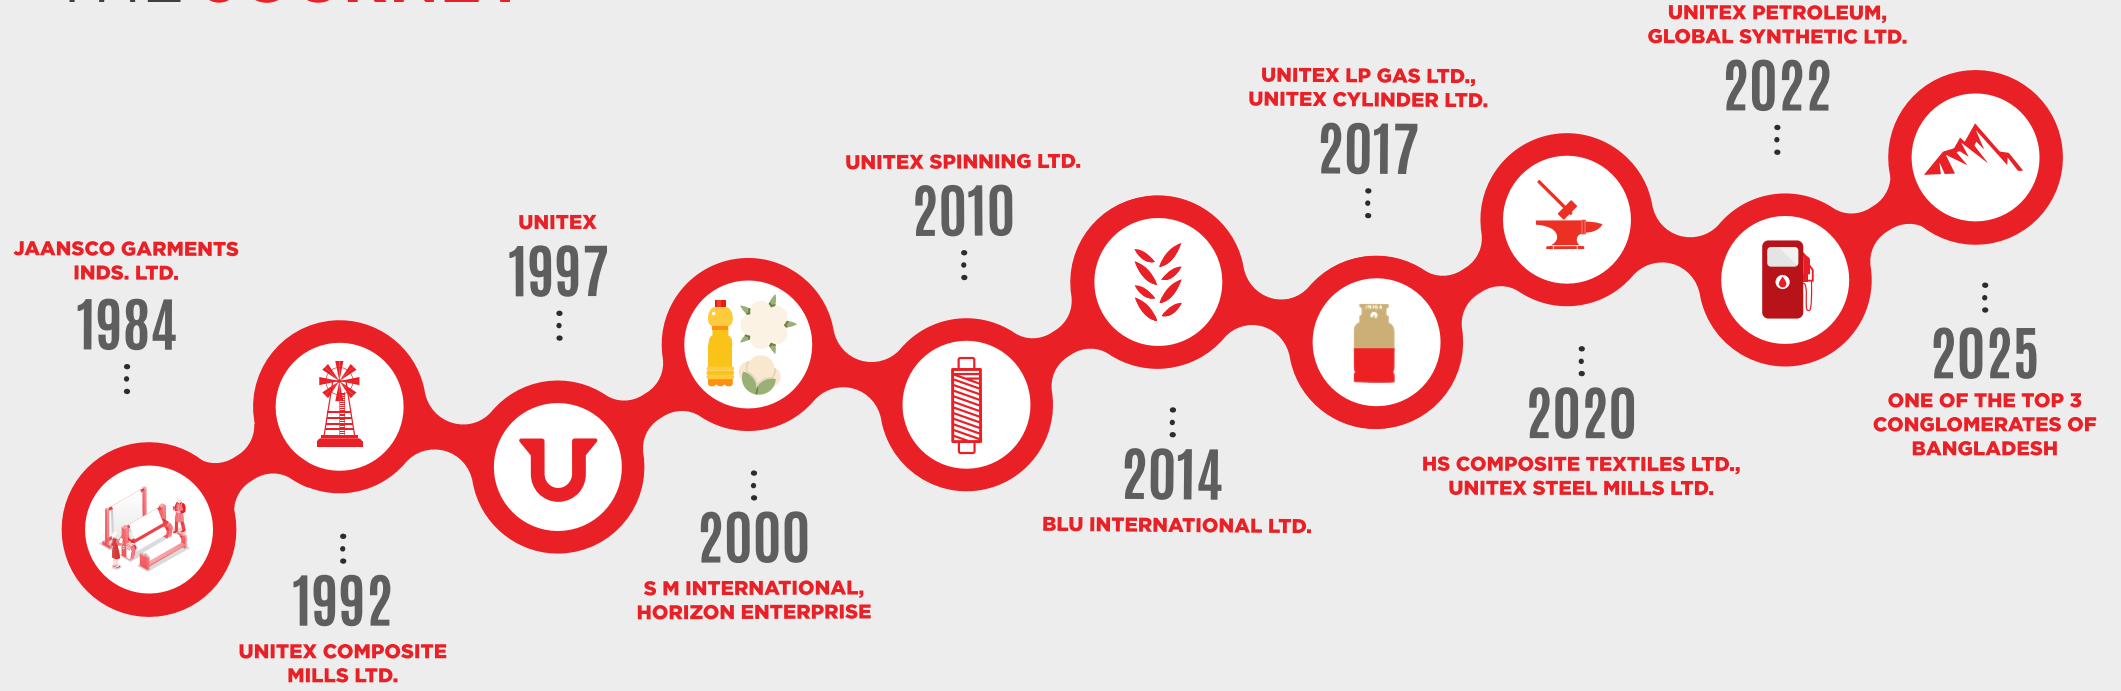 THE JOURNEY
JAANSCO GARMENTS
INDS. LTD.
1984
1992
UNITEX COMPOSITE
MILLS LTD.
UNITEX
1997
2000
S M INTERNATIONAL,
HORIZON ENTERPRISE
UNITEX SPINNING LTD.
2010
2014
BLU INTERNATIONAL LTD.
UNITEX LP GAS LTD.,
UNITEX CYLINDER LTD.
2017
2020
HS COMPOSITE TEXTILES LTD.,
UNITEX STEEL MILLS LTD.
UNITEX PETROLEUM,
GLOBAL SYNTHETIC LTD.
2022
2025
ONE OF THE TOP 3
CONGLOMERATES OF
BANGLADESH